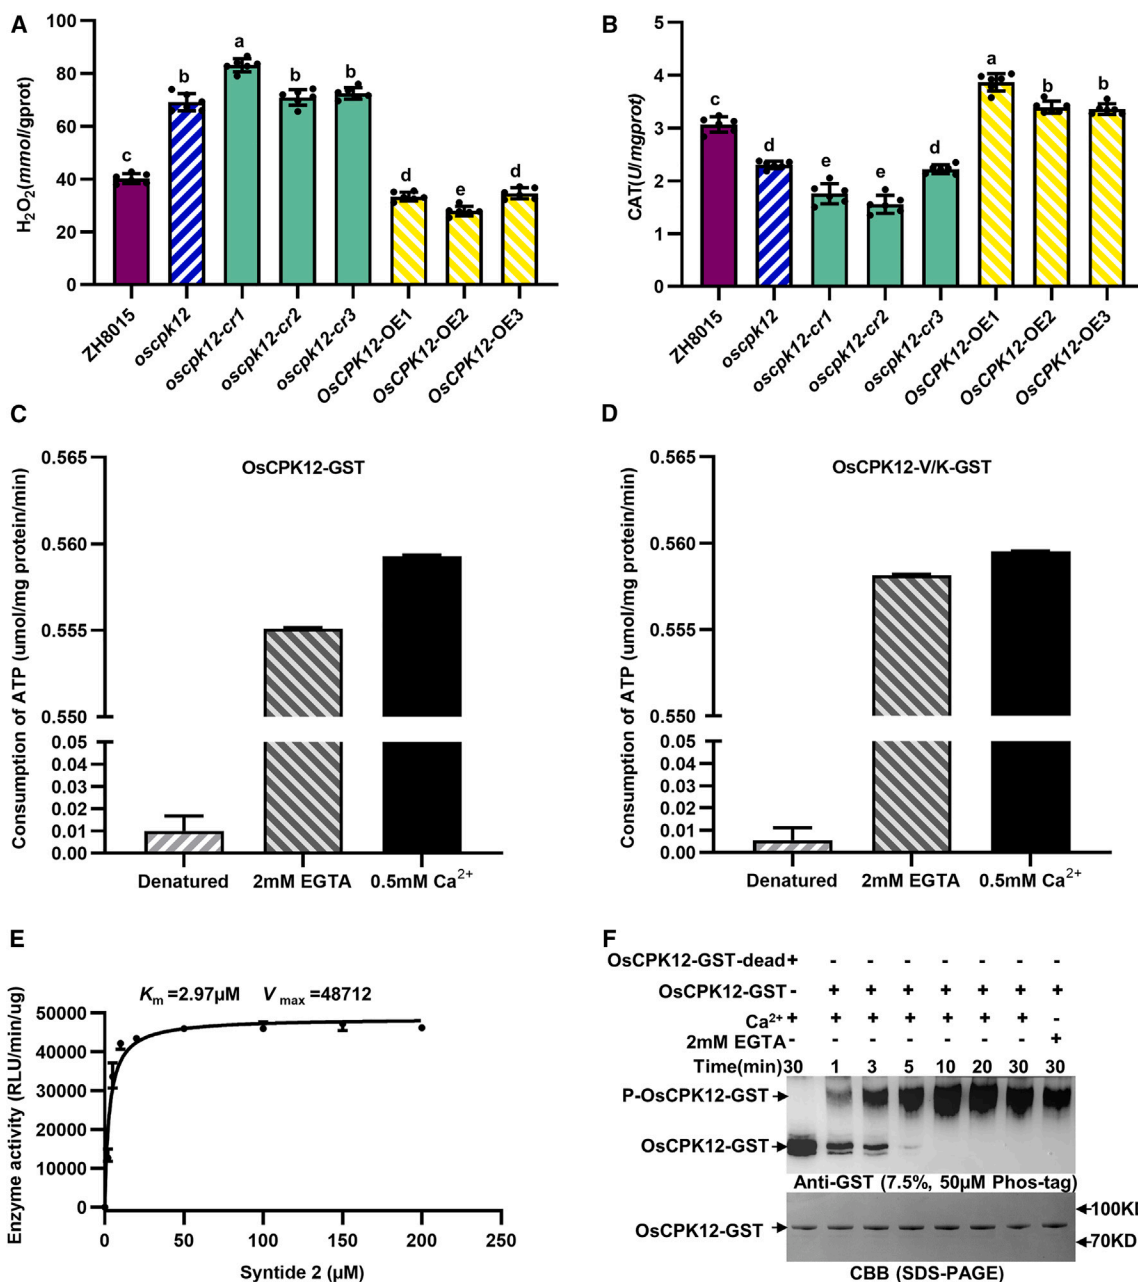 A
H₂O₂(mmol/gprot)
100
80
60
40
20
0
c
b
a
b
b
d
e
d
ZH8015
oscpk12
oscpk12-cr1
oscpk12-cr2
oscpk12-cr3
OsCPK12-OE1
OsCPK12-OE2
OsCPK12-OE3
B
CAT(U/mgprot)
5
4
3
2
1
0
c
d
e
e
d
a
b
b
ZH8015
oscpk12
oscpk12-cr1
oscpk12-cr2
oscpk12-cr3
OsCPK12-OE1
OsCPK12-OE2
OsCPK12-OE3
C
OsCPK12-GST
Consumption of ATP (umol/mg protein/min)
0.565
0.560
0.555
0.550
0.05
0.04
0.03
0.02
0.01
0.00
Denatured 2mM EGTA 0.5mM Ca²⁺
D
OsCPK12-V/K-GST
Consumption of ATP (umol/mg protein/min)
0.565
0.560
0.555
0.550
0.05
0.04
0.03
0.02
0.01
0.00
Denatured 2mM EGTA 0.5mM Ca²⁺
E
Kₘ =2.97µM V max =48712
Enzyme activity (RLU/min/ug)
50000
40000
30000
20000
10000
0
0 50 100 150 200 250
Syntide 2 (µM)
F
OsCPK12-GST-dead + - - - - - - -
OsCPK12-GST - + + + + + + +
Ca²⁺ + + + + + + + -
2mM EGTA - - - - - - - +
Time(min) 30 1 3 5 10 20 30 30
P-OsCPK12-GST
OsCPK12-GST
Anti-GST (7.5%, 50µM Phos-tag)
100KD
OsCPK12-GST
70KD
CBB (SDS-PAGE)